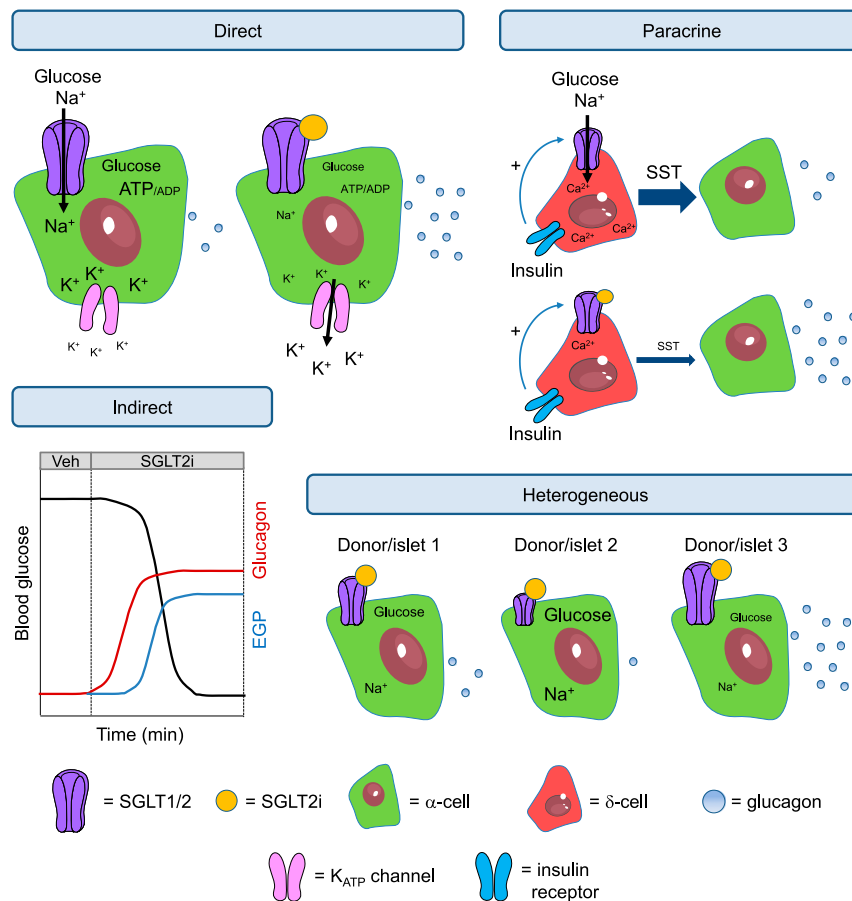 Direct
Glucose
Na⁺
Glucose
ATP/ADP
Na⁺
K⁺
K⁺
K⁺
K⁺
K⁺
K⁺
Glucose
ATP/ADP
Na⁺
K⁺
K⁺
K⁺
K⁺
K⁺
K⁺
Paracrine
Glucose
Na⁺
+
Ca²⁺
Ca²⁺
Ca²⁺
Insulin
SST
+
Ca²⁺
Insulin
SST
Indirect
Veh SGLT2i
Blood glucose
Glucagon
EGP
Time (min)
Heterogeneous
Donor/islet 1
Glucose
Na⁺
Donor/islet 2
Glucose
Na⁺
Donor/islet 3
Glucose
Na⁺
= SGLT1/2
= SGLT2i
= α-cell
= δ-cell
= glucagon
= K_ATP channel
= insulin
receptor